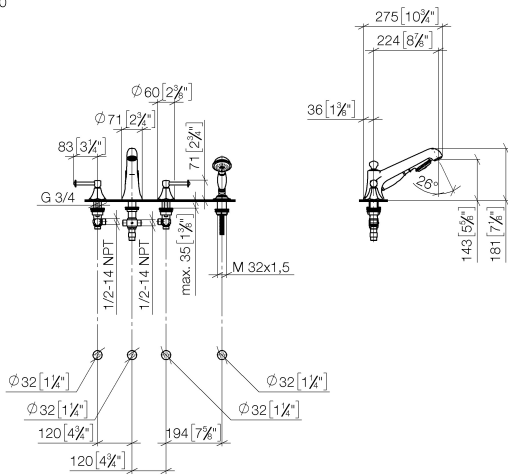 275 [10¾"]
224 [8⅞"]
Ø60 [2⅜"]
Ø71 [2¾"]
36 [1⅜"]
83 [3¼"]
71 [2¾"]
26°
G 3/4
1/2-14 NPT
1/2-14 NPT
max. 35 [1⅜"]
M 32x1,5
143 [5⅝"]
181 [7⅛"]
Ø32 [1¼"]
Ø32 [1¼"]
Ø32 [1¼"]
Ø32 [1¼"]
120 [4¾"]
194 [7⅝"]
120 [4¾"]